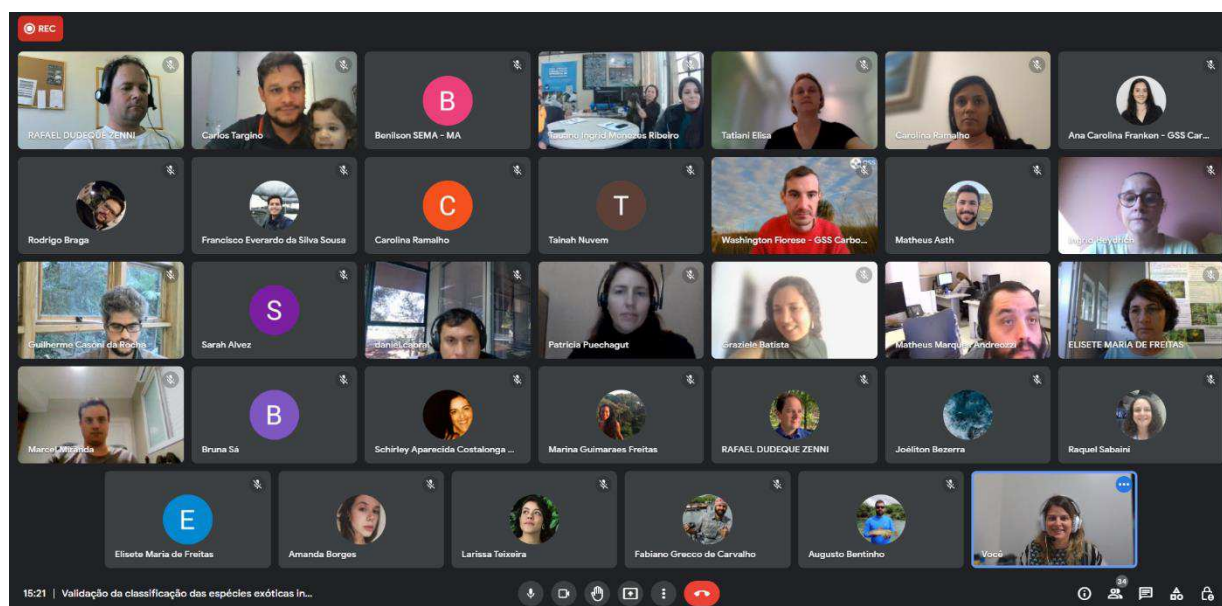 REC
RAFAEL DUDEQUE ZENNI
Carlos Targino
B
Benilson SEMA - MA
Tatiani Elisa
Carolina Ramalho
Ana Carolina Franken - GSS Car...
Rodrigo Braga
Francisco Everardo da Silva Sousa
C
Carolina Ramalho
T
Tainah Nuvem
GSS
Washington Fiorese - GSS Carbo...
Matheus Asth
Ingrid Heydrich
Guilherme Casoni da Rocha
S
Sarah Alvez
daniel.cabral
Patricia Puechagut
Graziele Batista
Matheus Marques Andreozzi
ELISETE MARIA DE FREITAS
Marcel Miranda
B
Bruna Sá
Schirley Aparecida Costalonga ...
Marina Guimaraes Freitas
RAFAEL DUDEQUE ZENNI
Joéliton Bezerra
Raquel Sabaini
E
Elisete Maria de Freitas
Amanda Borges
Larissa Teixeira
Fabiano Grecco de Carvalho
Augusto Bentinho
Você
15:21 | Validação da classificação das espécies exóticas in...
34